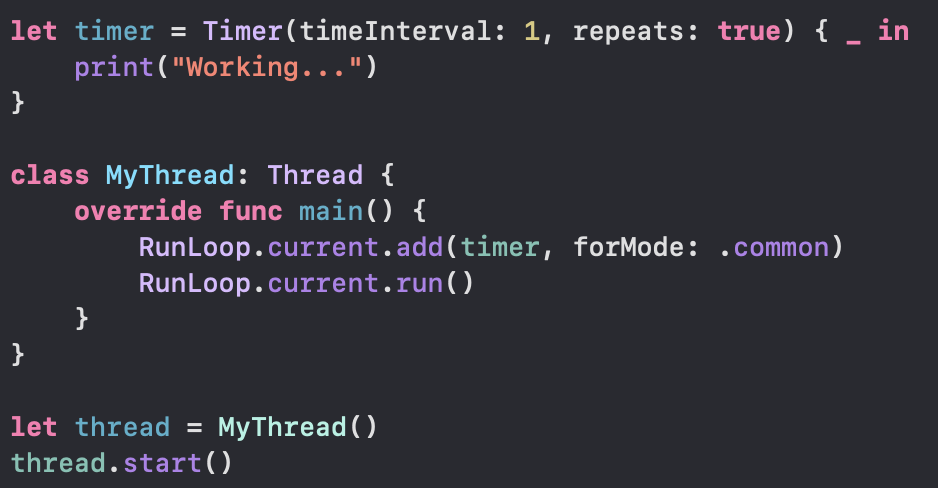 let timer = Timer(timeInterval: 1, repeats: true) { _ in
    print("Working...")
}

class MyThread: Thread {
    override func main() {
        RunLoop.current.add(timer, forMode: .common)
        RunLoop.current.run()
    }
}

let thread = MyThread()
thread.start()